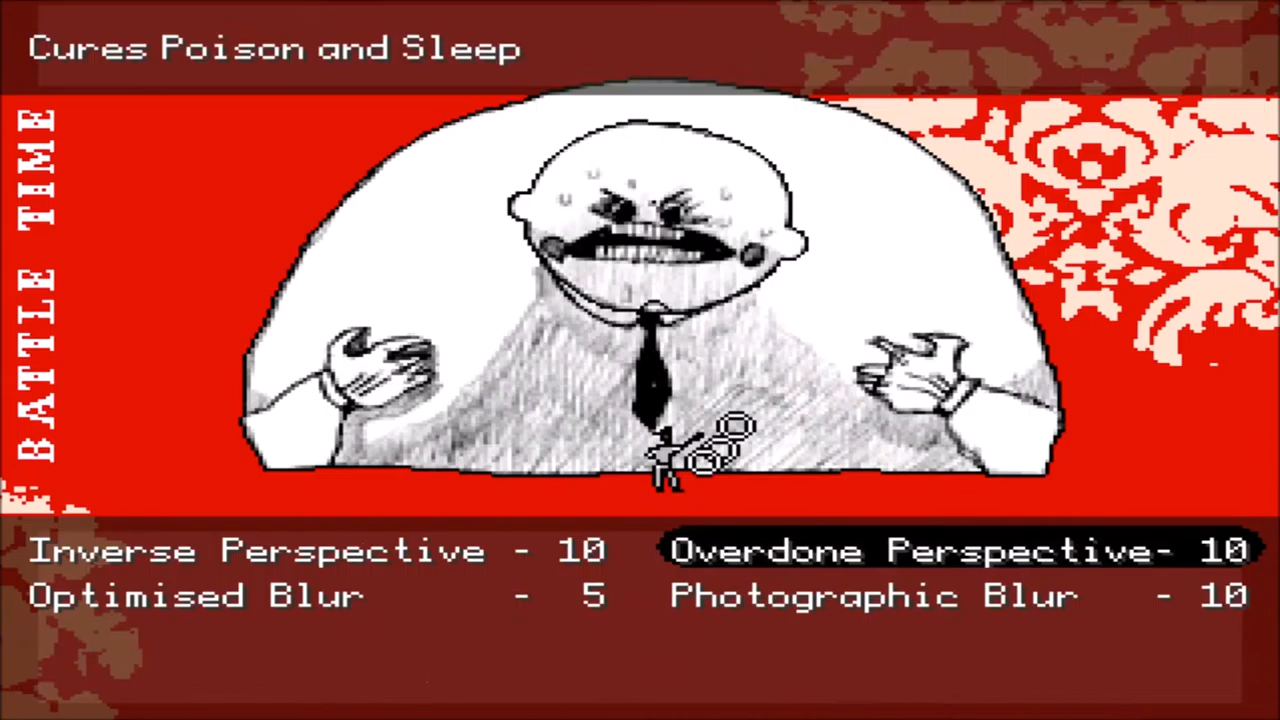 Cures Poison and Sleep
BATTLE TIME
Inverse Perspective - 10
Overdone Perspective- 10
Optimised Blur - 5
Photographic Blur - 10